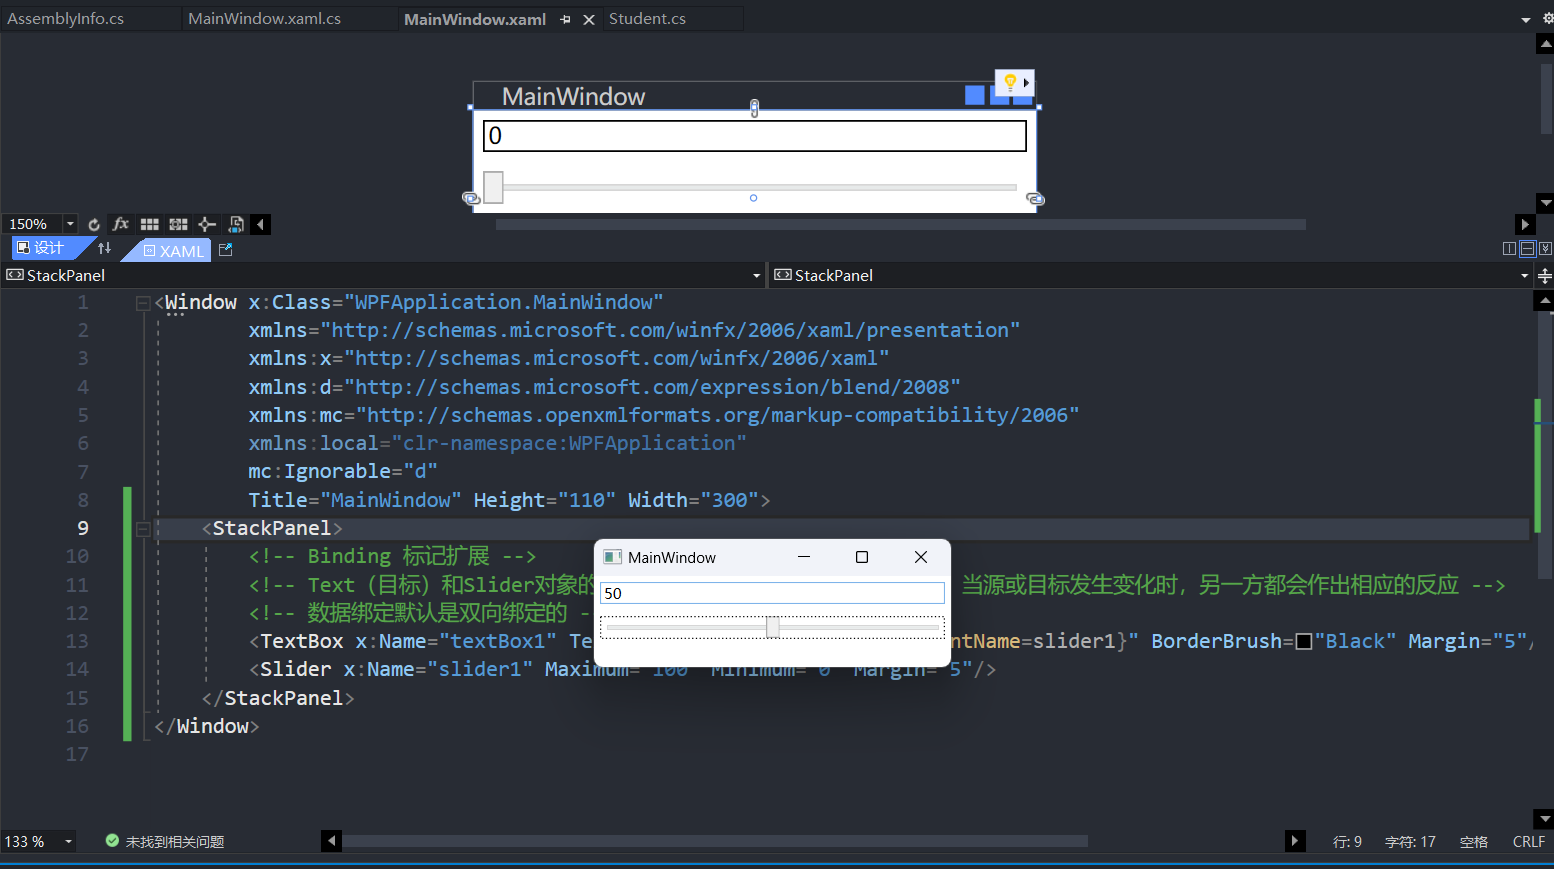 AssemblyInfo.cs MainWindow.xaml.cs MainWindow.xaml Student.cs
MainWindow
0
150% fx
设计 XAML
StackPanel StackPanel
1 <Window x:Class="WPFApplication.MainWindow"
2 xmlns="http://schemas.microsoft.com/winfx/2006/xaml/presentation"
3 xmlns:x="http://schemas.microsoft.com/winfx/2006/xaml"
4 xmlns:d="http://schemas.microsoft.com/expression/blend/2008"
5 xmlns:mc="http://schemas.openxmlformats.org/markup-compatibility/2006"
6 xmlns:local="clr-namespace:WPFApplication"
7 mc:Ignorable="d"
8 Title="MainWindow" Height="110" Width="300">
9 <StackPanel>
10 <!-- Binding 标记扩展 -->
11 <!-- Text（目标）和Slider对象的 当源或目标发生变化时，另一方都会作出相应的反应 -->
12 <!-- 数据绑定默认是双向绑定的 -
13 <TextBox x:Name="textBox1" Te ntName=slider1}" BorderBrush="Black" Margin="5"/
14 <Slider x:Name="slider1" Maximum="100" Minimum="0" Margin="5"/>
15 </StackPanel>
16 </Window>
17
MainWindow
50
133 % 未找到相关问题 行: 9 字符: 17 空格 CRLF